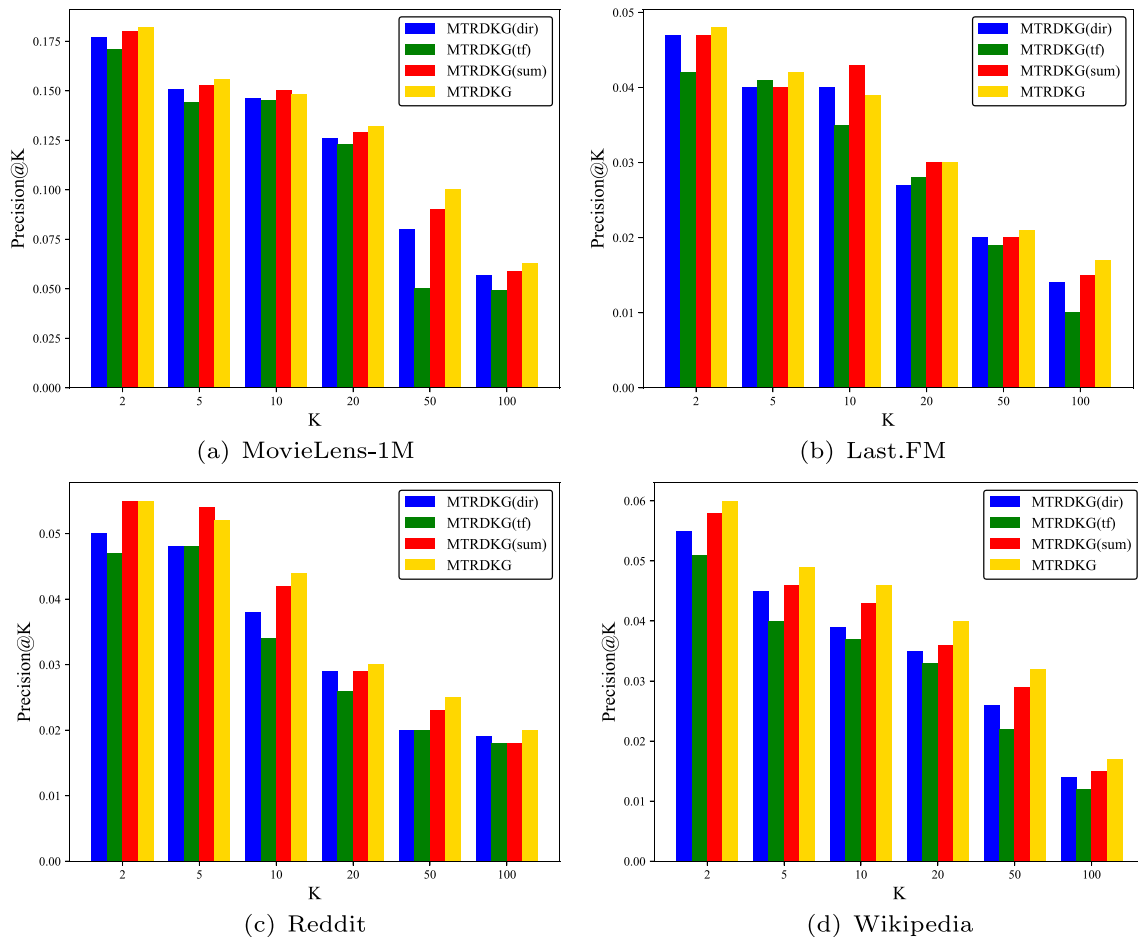 0.175
0.150
0.125
0.100
0.075
0.050
0.025
0.000
Precision@K
MTRDKG(dir)
MTRDKG(tf)
MTRDKG(sum)
MTRDKG
2 5 10 20 50 100
K
(a) MovieLens-1M
0.05
0.04
0.03
0.02
0.01
0.00
Precision@K
MTRDKG(dir)
MTRDKG(tf)
MTRDKG(sum)
MTRDKG
2 5 10 20 50 100
K
(b) Last.FM
0.05
0.04
0.03
0.02
0.01
0.00
Precision@K
MTRDKG(dir)
MTRDKG(tf)
MTRDKG(sum)
MTRDKG
2 5 10 20 50 100
K
(c) Reddit
0.06
0.05
0.04
0.03
0.02
0.01
0.00
Precision@K
MTRDKG(dir)
MTRDKG(tf)
MTRDKG(sum)
MTRDKG
2 5 10 20 50 100
K
(d) Wikipedia